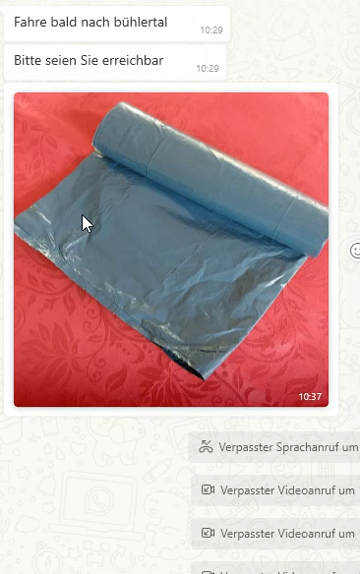 Fahre bald nach bühlertal
10:29
Bitte seien Sie erreichbar
10:29
10:37
Verpasster Sprachanruf um
Verpasster Videoanruf um
Verpasster Videoanruf um